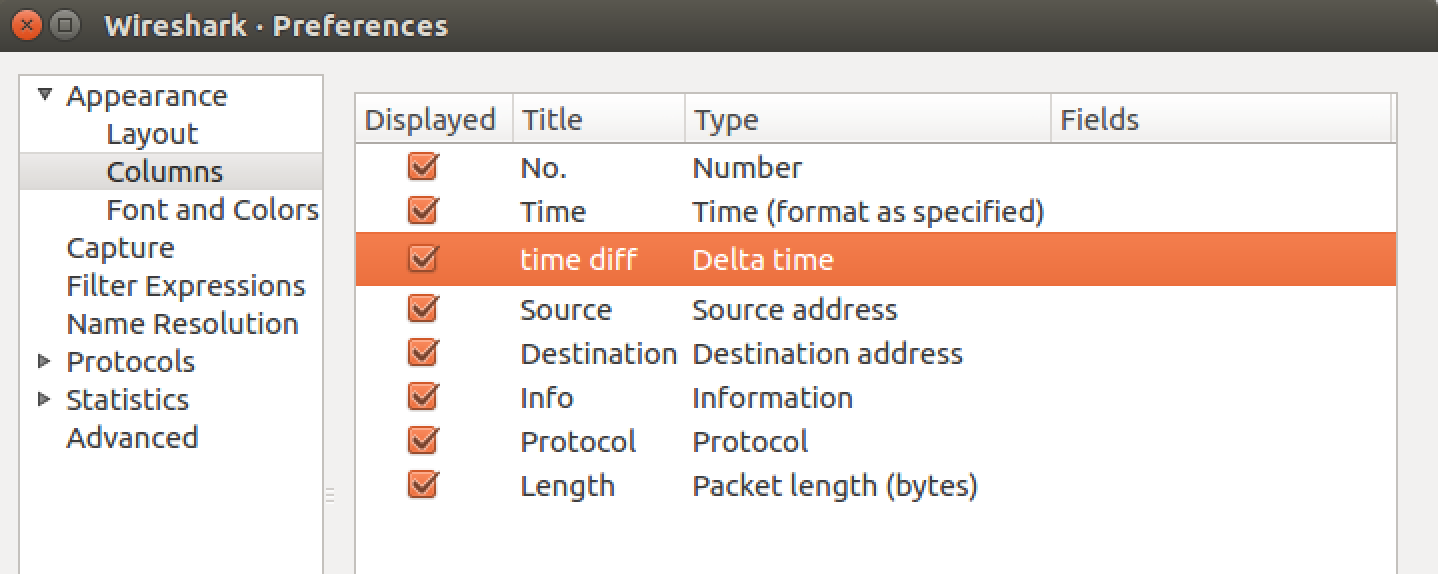 Wireshark · Preferences
Appearance
Layout
Columns
Font and Colors
Capture
Filter Expressions
Name Resolution
Protocols
Statistics
Advanced
Displayed Title Type Fields
No. Number
Time Time (format as specified)
time diff Delta time
Source Source address
Destination Destination address
Info Information
Protocol Protocol
Length Packet length (bytes)